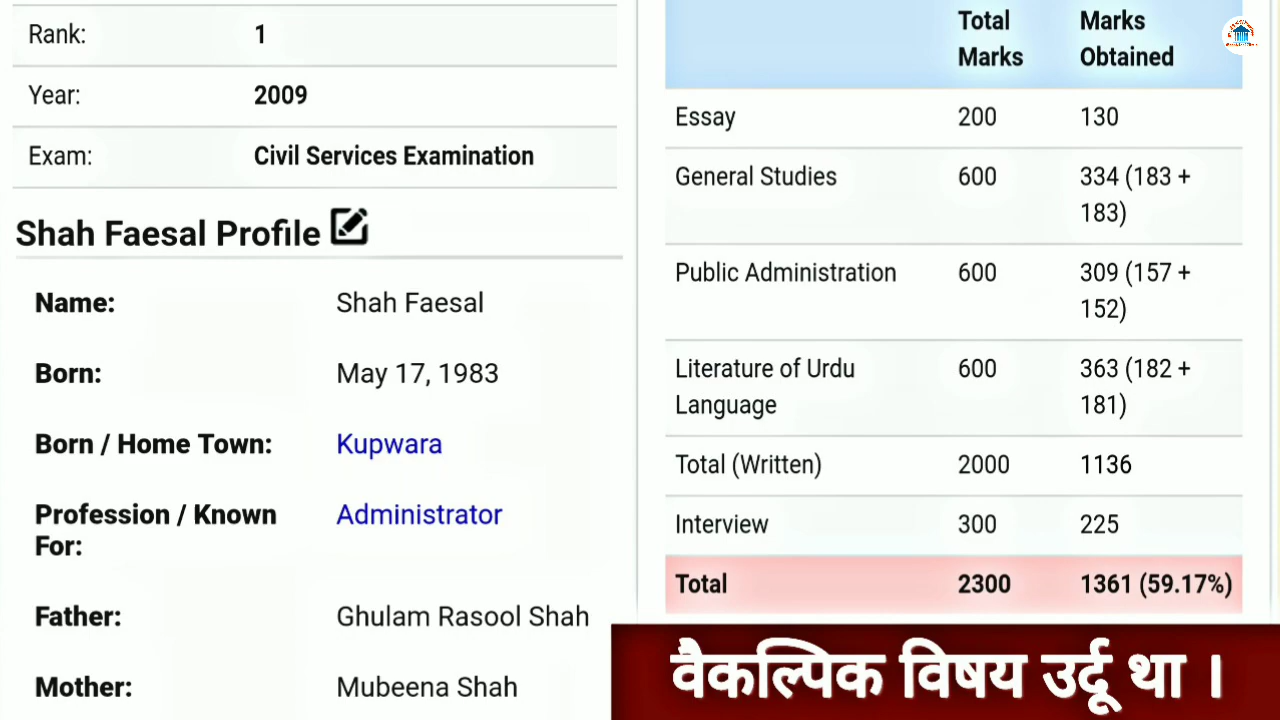 Rank: 1
Year: 2009
Exam: Civil Services Examination
Shah Faesal Profile
Name: Shah Faesal
Born: May 17, 1983
Born / Home Town: Kupwara
Profession / Known
For: Administrator
Father: Ghulam Rasool Shah
Mother: Mubeena Shah
Total
Marks
Marks
Obtained
Essay 200 130
General Studies 600 334 (183 +
183)
Public Administration 600 309 (157 +
152)
Literature of Urdu
Language 600 363 (182 +
181)
Total (Written) 2000 1136
Interview 300 225
Total 2300 1361 (59.17%)
वैकल्पिक विषय उर्दू था ।